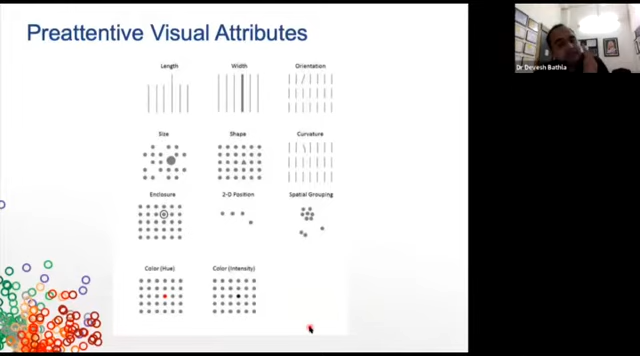 Preattentive Visual Attributes
Dr Devesh Bathla
Length
Width
Orientation
Size
Shape
Curvature
Enclosure
2-D Position
Spatial Grouping
Color (Hue)
Color (Intensity)